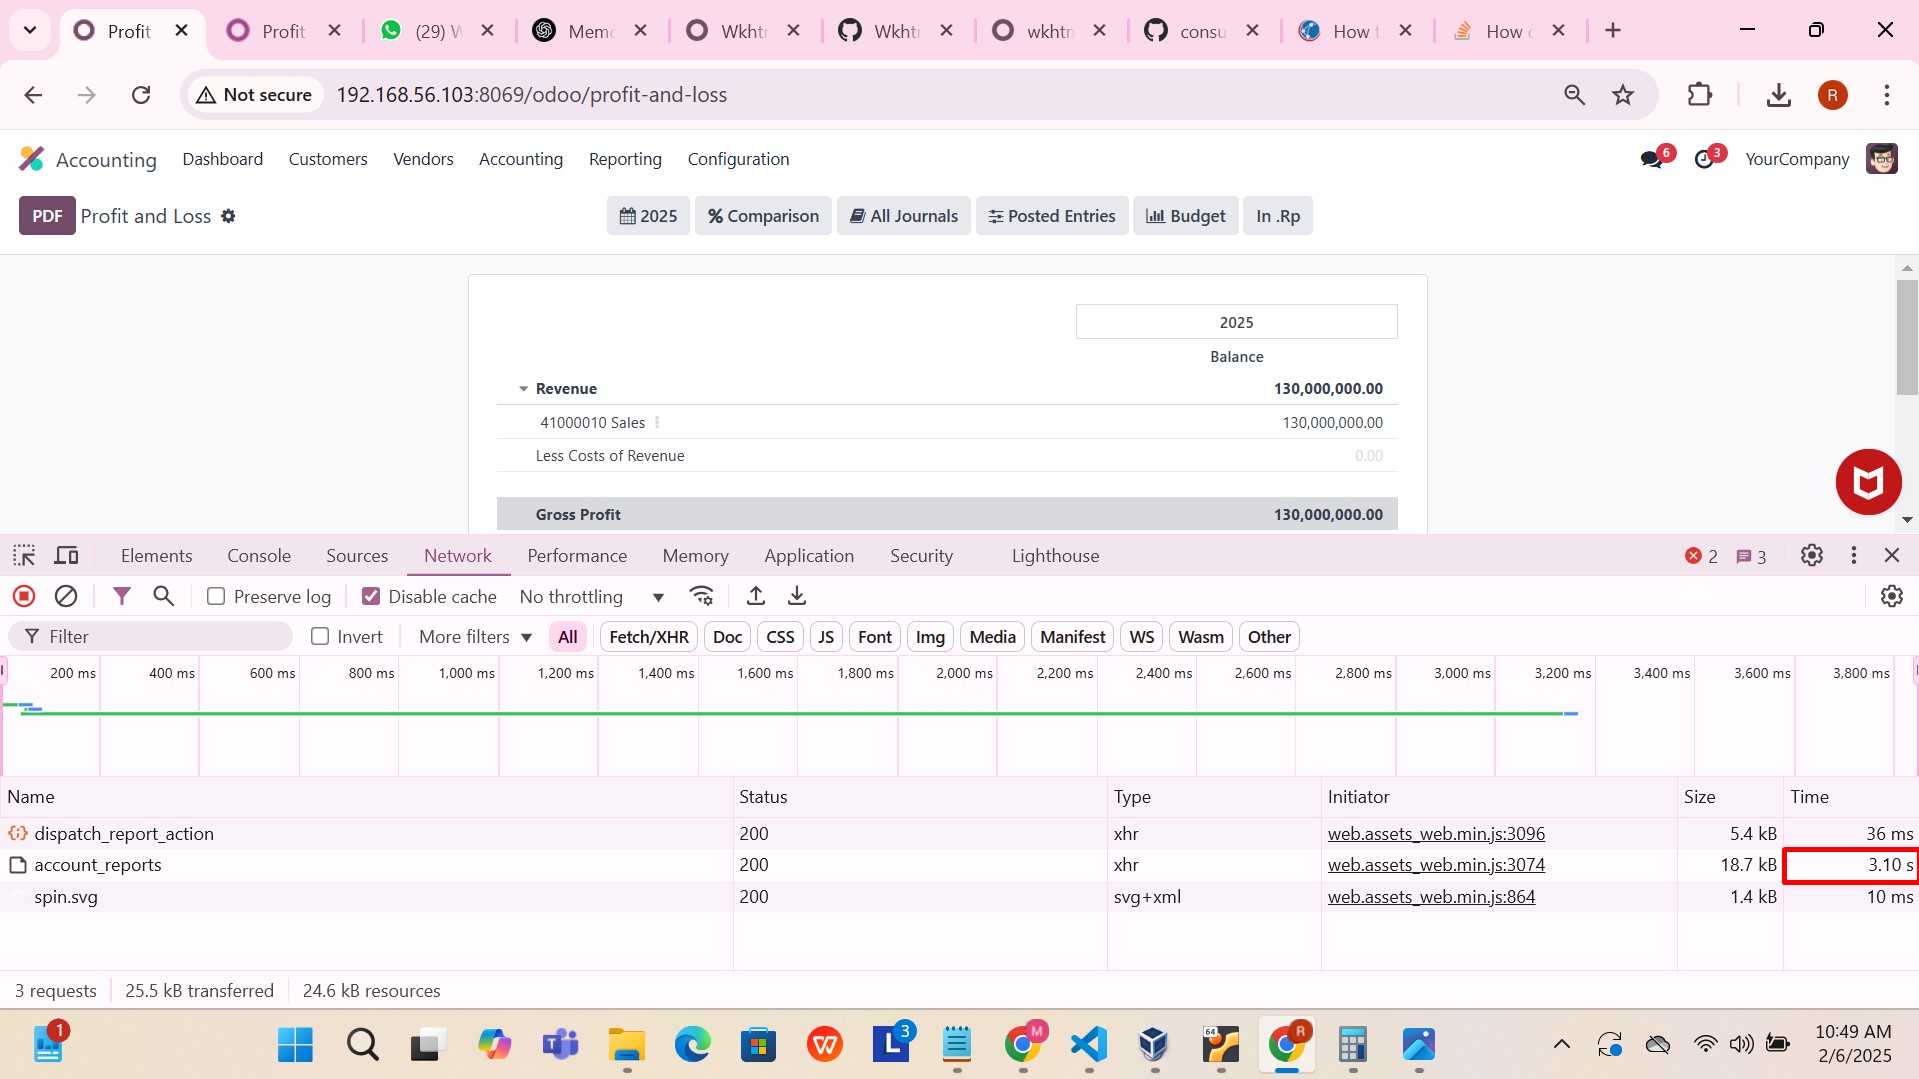 Profit
Profit
(29) W
Memo
Wkht
Wkht
wkhtn
consu
How t
How c
Not secure
192.168.56.103:8069/odoo/profit-and-loss
R
Accounting
Dashboard
Customers
Vendors
Accounting
Reporting
Configuration
6
3
YourCompany
PDF
Profit and Loss
2025
% Comparison
All Journals
Posted Entries
Budget
In .Rp
2025
Balance
Revenue 130,000,000.00
41000010 Sales 130,000,000.00
Less Costs of Revenue 0.00
Gross Profit 130,000,000.00
Elements
Console
Sources
Network
Performance
Memory
Application
Security
Lighthouse
2
3
Preserve log
Disable cache
No throttling
Filter
Invert
More filters
All
Fetch/XHR
Doc
CSS
JS
Font
Img
Media
Manifest
WS
Wasm
Other
200 ms 400 ms 600 ms 800 ms 1,000 ms 1,200 ms 1,400 ms 1,600 ms 1,800 ms 2,000 ms 2,200 ms 2,400 ms 2,600 ms 2,800 ms 3,000 ms 3,200 ms 3,400 ms 3,600 ms 3,800 ms
Name Status Type Initiator Size Time
dispatch_report_action 200 xhr web.assets_web.min.js:3096 5.4 kB 36 ms
account_reports 200 xhr web.assets_web.min.js:3074 18.7 kB 3.10 s
spin.svg 200 svg+xml web.assets_web.min.js:864 1.4 kB 10 ms
3 requests
25.5 kB transferred
24.6 kB resources
1
3
M
64
R
10:49 AM
2/6/2025